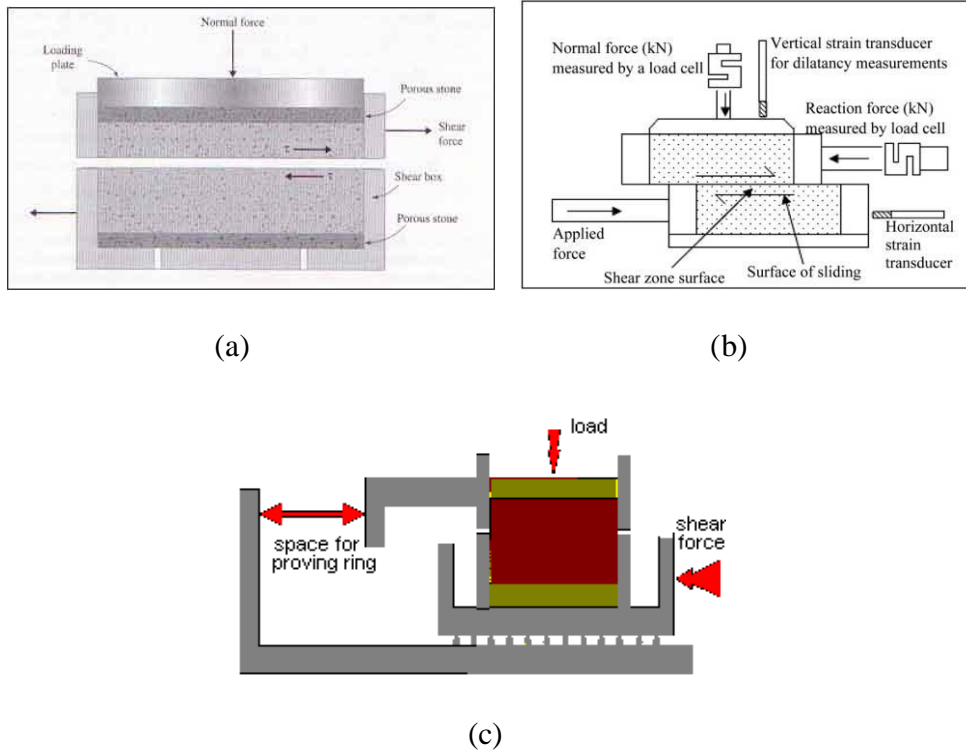 Normal force
Loading
plate
Porous stone
Shear
force
τ
τ
Shear box
Porous stone
(a)
Normal force (kN)
measured by a load cell
Vertical strain transducer
for dilatancy measurements
Reaction force (kN)
measured by load cell
Applied
force
Horizontal
strain
transducer
Shear zone surface
Surface of sliding
(b)
load
space for
proving ring
shear
force
(c)